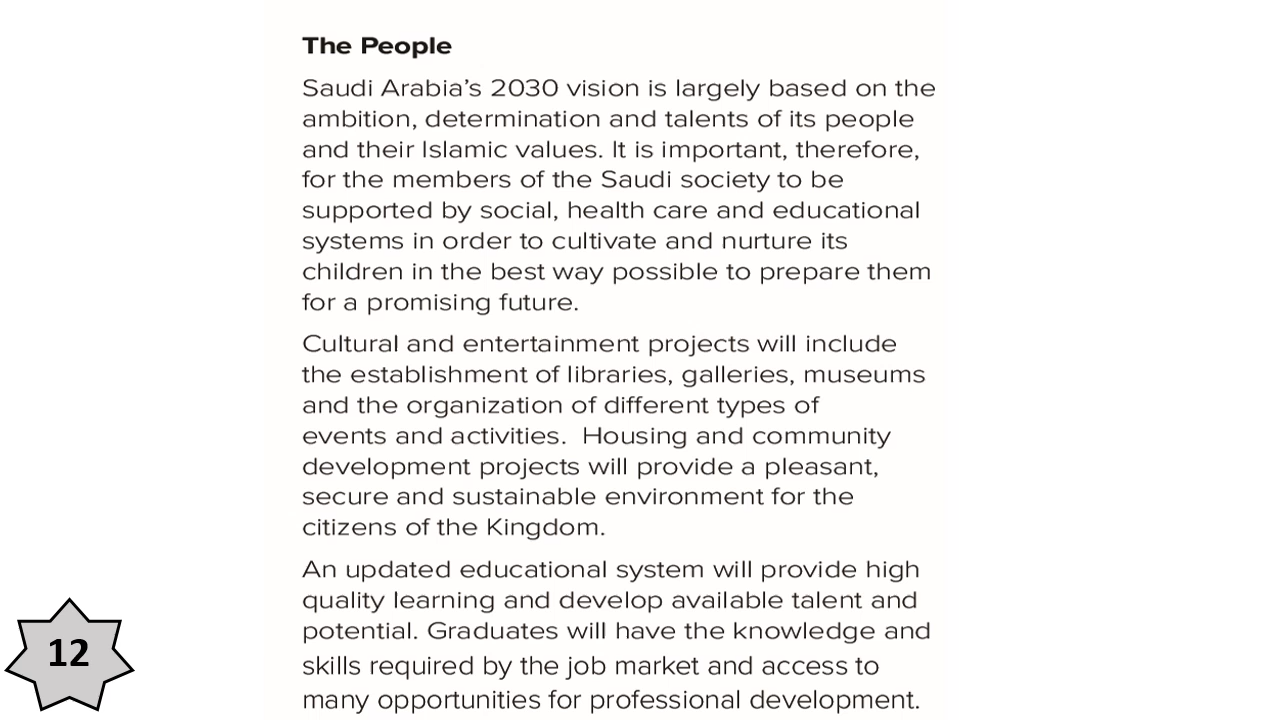 The People
Saudi Arabia’s 2030 vision is largely based on the
ambition, determination and talents of its people
and their Islamic values. It is important, therefore,
for the members of the Saudi society to be
supported by social, health care and educational
systems in order to cultivate and nurture its
children in the best way possible to prepare them
for a promising future.
Cultural and entertainment projects will include
the establishment of libraries, galleries, museums
and the organization of different types of
events and activities.  Housing and community
development projects will provide a pleasant,
secure and sustainable environment for the
citizens of the Kingdom.
An updated educational system will provide high
quality learning and develop available talent and
potential. Graduates will have the knowledge and
skills required by the job market and access to
many opportunities for professional development.
12